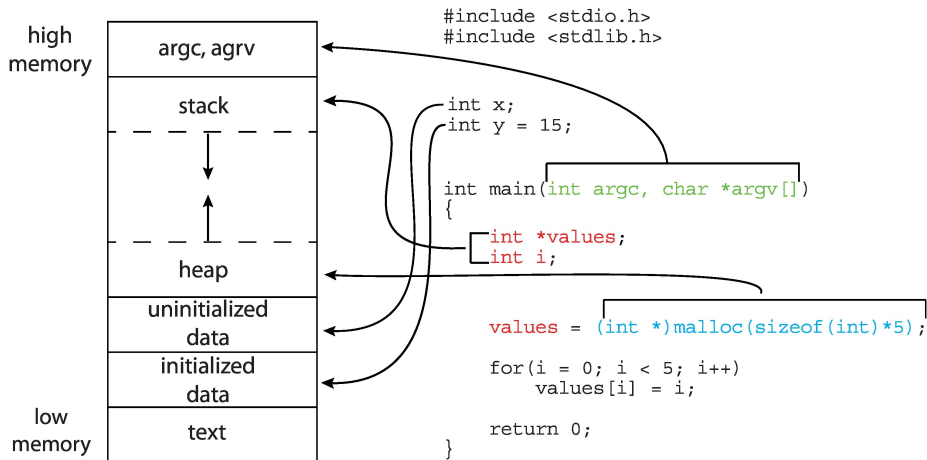 high
memory
argc, agrv
stack
heap
uninitialized
data
initialized
data
low
memory
text
#include <stdio.h>
#include <stdlib.h>
int x;
int y = 15;
int main(int argc, char *argv[])
{
int *values;
int i;
values = (int *)malloc(sizeof(int)*5);
for(i = 0; i < 5; i++)
values[i] = i;
return 0;
}